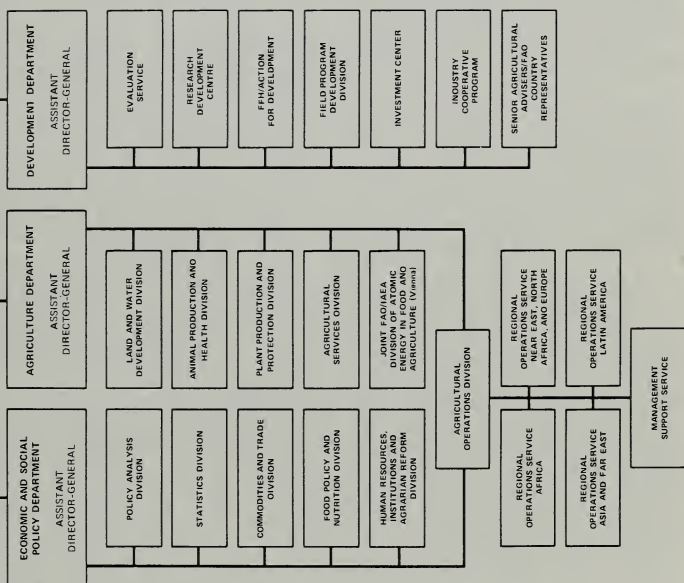 ECONOMIC AND SOCIAL
POLICY DEPARTMENT
ASSISTANT
DIRECTOR-GENERAL
POLICY ANALYSIS
DIVISION
STATISTICS DIVISION
COMMODITIES AND TRADE
DIVISION
FOOD POLICY AND
NUTRITION DIVISION
HUMAN RESOURCES,
INSTITUTIONS AND
AGRARIAN REFORM
DIVISION
AGRICULTURE DEPARTMENT
ASSISTANT
DIRECTOR-GENERAL
LAND AND WATER
DEVELOPMENT DIVISION
ANIMAL PRODUCTION AND
HEALTH DIVISION
PLANT PRODUCTION AND
PROTECTION DIVISION
AGRICULTURAL
SERVICES DIVISION
JOINT FAO/IAEA
DIVISION OF ATOMIC
ENERGY IN FOOD AND
AGRICULTURE (Vienna)
AGRICULTURAL
OPERATIONS DIVISION
REGIONAL
OPERATIONS SERVICE
AFRICA
REGIONAL
OPERATIONS SERVICE
NEAR EAST, NORTH
AFRICA, AND EUROPE
REGIONAL
OPERATIONS SERVICE
ASIA AND FAR EAST
REGIONAL
OPERATIONS SERVICE
LATIN AMERICA
MANAGEMENT
SUPPORT SERVICE
DEVELOPMENT DEPARTMENT
ASSISTANT
DIRECTOR-GENERAL
EVALUATION
SERVICE
RESEARCH
DEVELOPMENT
CENTRE
FFH/ACTION
FOR DEVELOPMENT
FIELD PROGRAM
DEVELOPMENT
DIVISION
INVESTMENT CENTER
INDUSTRY
COOPERATIVE
PROGRAM
SENIOR AGRICULTURAL
ADVISERS/FAO
COUNTRY
REPRESENTATIVES